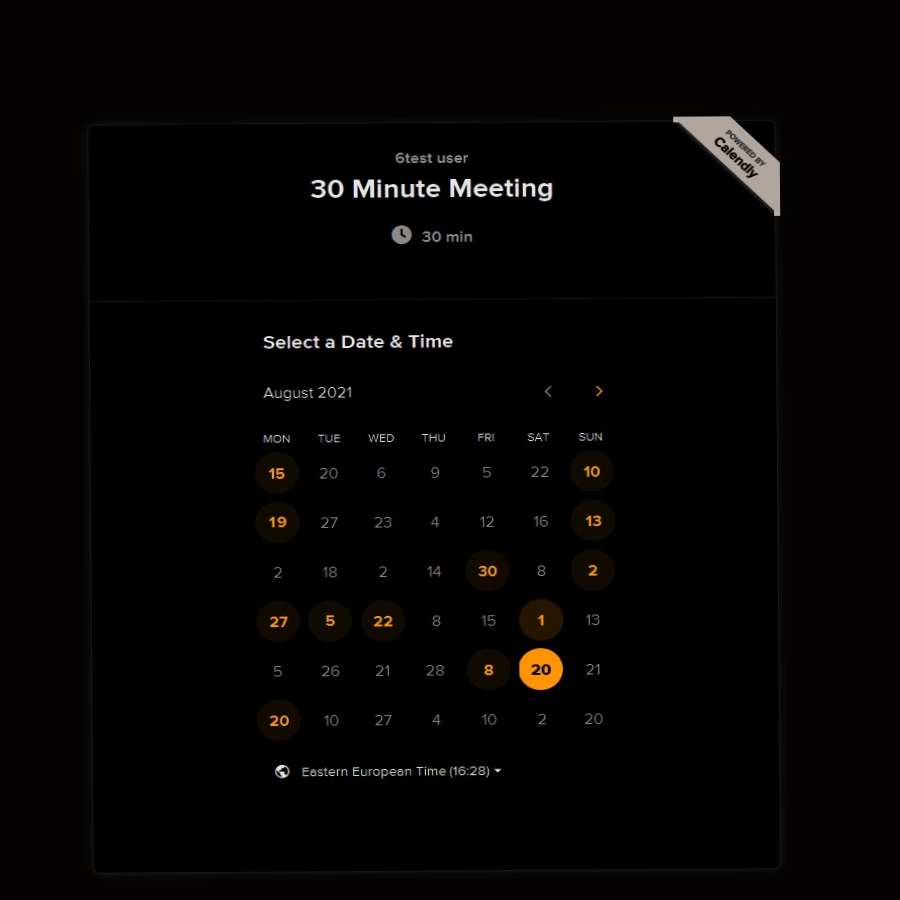 POWERED BY
Calendly
6test user
30 Minute Meeting
30 min
Select a Date & Time
August 2021
MON TUE WED THU FRI SAT SUN
15 20 6 9 5 22 10
19 27 23 4 12 16 13
2 18 2 14 30 8 2
27 5 22 8 15 1 13
5 26 21 28 8 20 21
20 10 27 4 10 2 20
Eastern European Time (16:28)